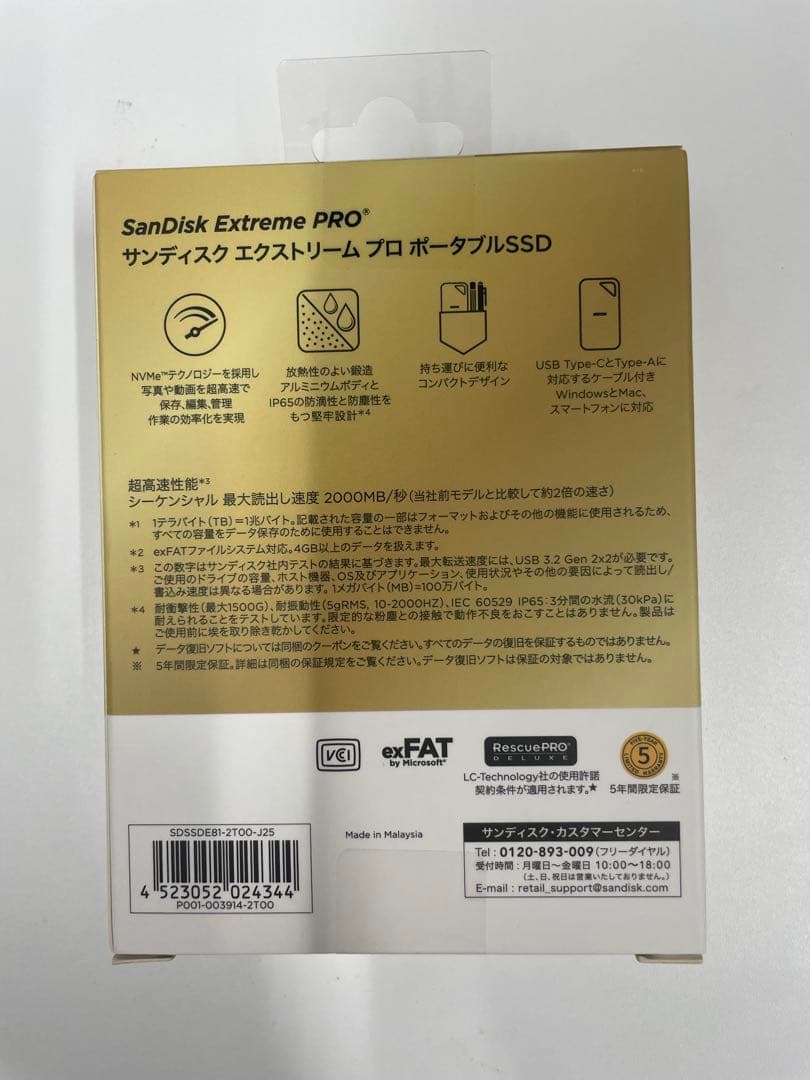 SanDisk Extreme PRO®
サンディスク エクストリーム プロ ポータブルSSD
NVMe™テクノロジーを採用し
写真や動画を超高速で
保存、編集、管理
作業の効率化を実現
放熱性のよい鍛造
アルミニウムボディと
IP65の防滴性と防塵性を
もつ堅牢設計*4
持ち運びに便利な
コンパクトデザイン
USB Type-CとType-Aに
対応するケーブル付き
WindowsとMac、
スマートフォンに対応
超高速性能*3
シーケンシャル 最大読出し速度 2000MB/秒（当社前モデルと比較して約2倍の速さ）
*1 1テラバイト（TB）=1兆バイト。記載された容量の一部はフォーマットおよびその他の機能に使用されるため、
すべての容量をデータ保存のために使用することはできません。
*2 exFATファイルシステム対応。4GB以上のデータを扱えます。
*3 この数字はサンディスク社内テストの結果に基づきます。最大転送速度には、USB 3.2 Gen 2x2が必要です。
ご使用のドライブの容量、ホスト機器、OS及びアプリケーション、使用状況やその他の要因によって読出し/
書込み速度は異なる場合があります。1メガバイト（MB）=100万バイト。
*4 耐衝撃性（最大1500G）、耐振動性（5gRMS, 10-2000HZ）、IEC 60529 IP65：3分間の水流（30kPa）に
耐えられることをテストしています。限定的な粉塵との接触で動作不良をおこすことはありません。製品は
ご使用前に埃を取り除き乾かしてください。
★ データ復旧ソフトについては同梱のクーポンをご覧ください。すべてのデータの復旧を保証するものではありません。
※ 5年間限定保証。詳細は同梱の保証規定をご覧ください。データ復旧ソフトは保証の対象ではありません。
VCI
exFAT
by Microsoft®
RescuePRO®
DELUXE
LC-Technology社の使用許諾
契約条件が適用されます。★
FIVE-YEAR
5
LIMITED WARRANTY
※
5年間限定保証
SDSSDE81-2T00-J25
4 523052 024344
P001-003914-2T00
Made in Malaysia
サンディスク・カスタマーセンター
Tel : 0120-893-009（フリーダイヤル）
受付時間：月曜日〜金曜日 10:00〜18:00
（土、日、祝日は営業いたしておりません。）
E-mail : retail_support@sandisk.com